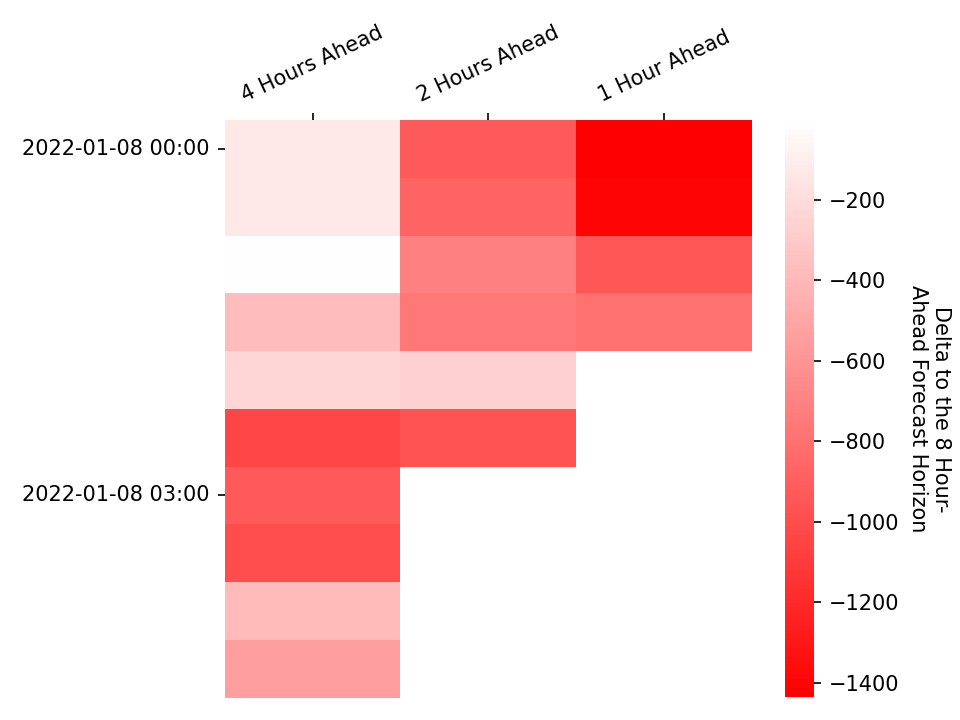 4 Hours Ahead
2 Hours Ahead
1 Hour Ahead
2022-01-08 00:00
2022-01-08 03:00
−200
−400
−600
−800
−1000
−1200
−1400
Delta to the 8 Hour-
Ahead Forecast Horizon